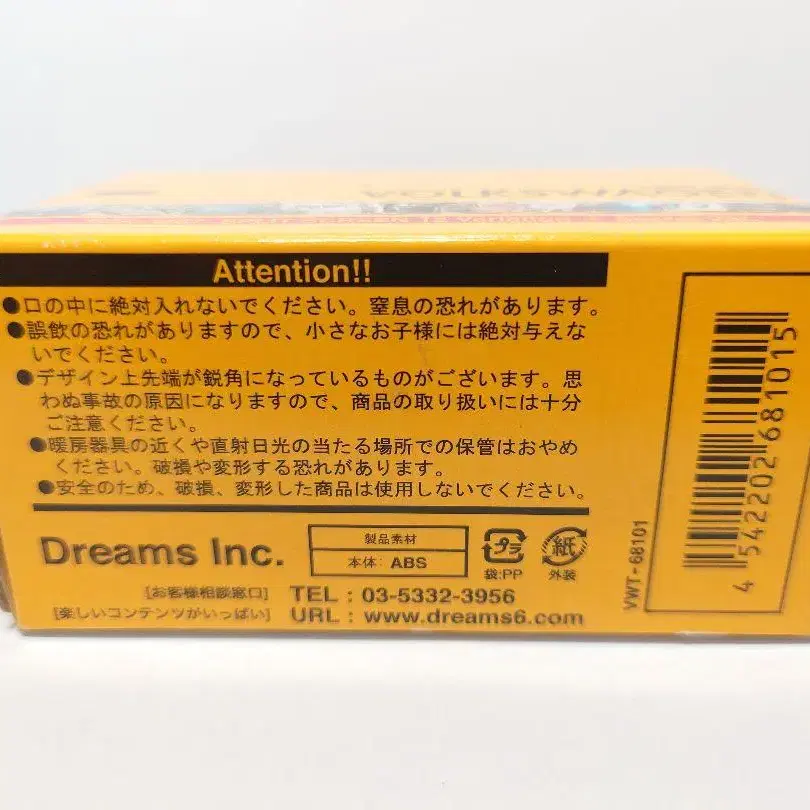 VOLKSWAGE
Attention!!
●口の中に絶対入れないでください。窒息の恐れがあります。
●誤飲の恐れがありますので、小さなお子様には絶対与えな
いでください。
●デザイン上先端が鋭角になっているものがございます。思
わぬ事故の原因になりますので、商品の取り扱いには十分
ご注意ください。
●暖房器具の近くや直射日光の当たる場所での保管はおやめ
ください。破損や変形する恐れがあります。
●安全のため、破損、変形した商品は使用しないでください。
Dreams Inc.
製品素材
本体: ABS
プラ
袋:PP
紙
外装
[お客様相談窓口] TEL : 03-5332-3956
[楽しいコンテンツがいっぱい] URL : www.dreams6.com
VWT-68101
4 542202 681015